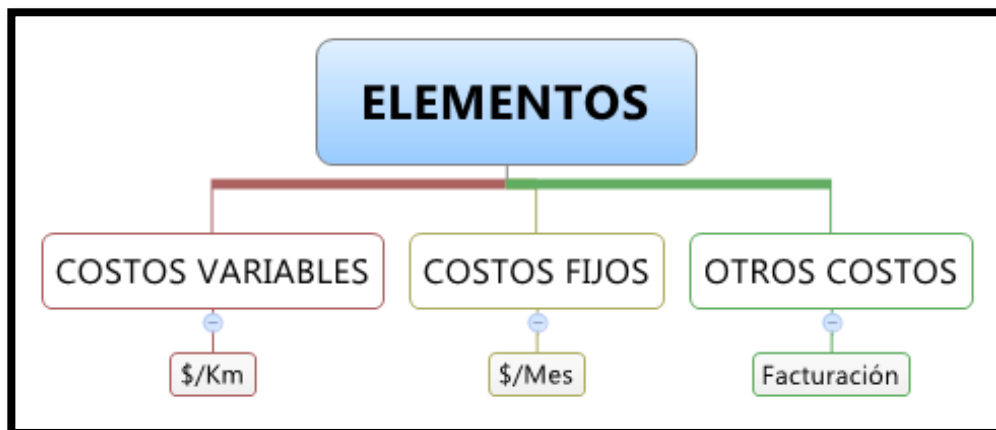 ELEMENTOS
COSTOS VARIABLES
COSTOS FIJOS
OTROS COSTOS
$/Km
$/Mes
Facturación